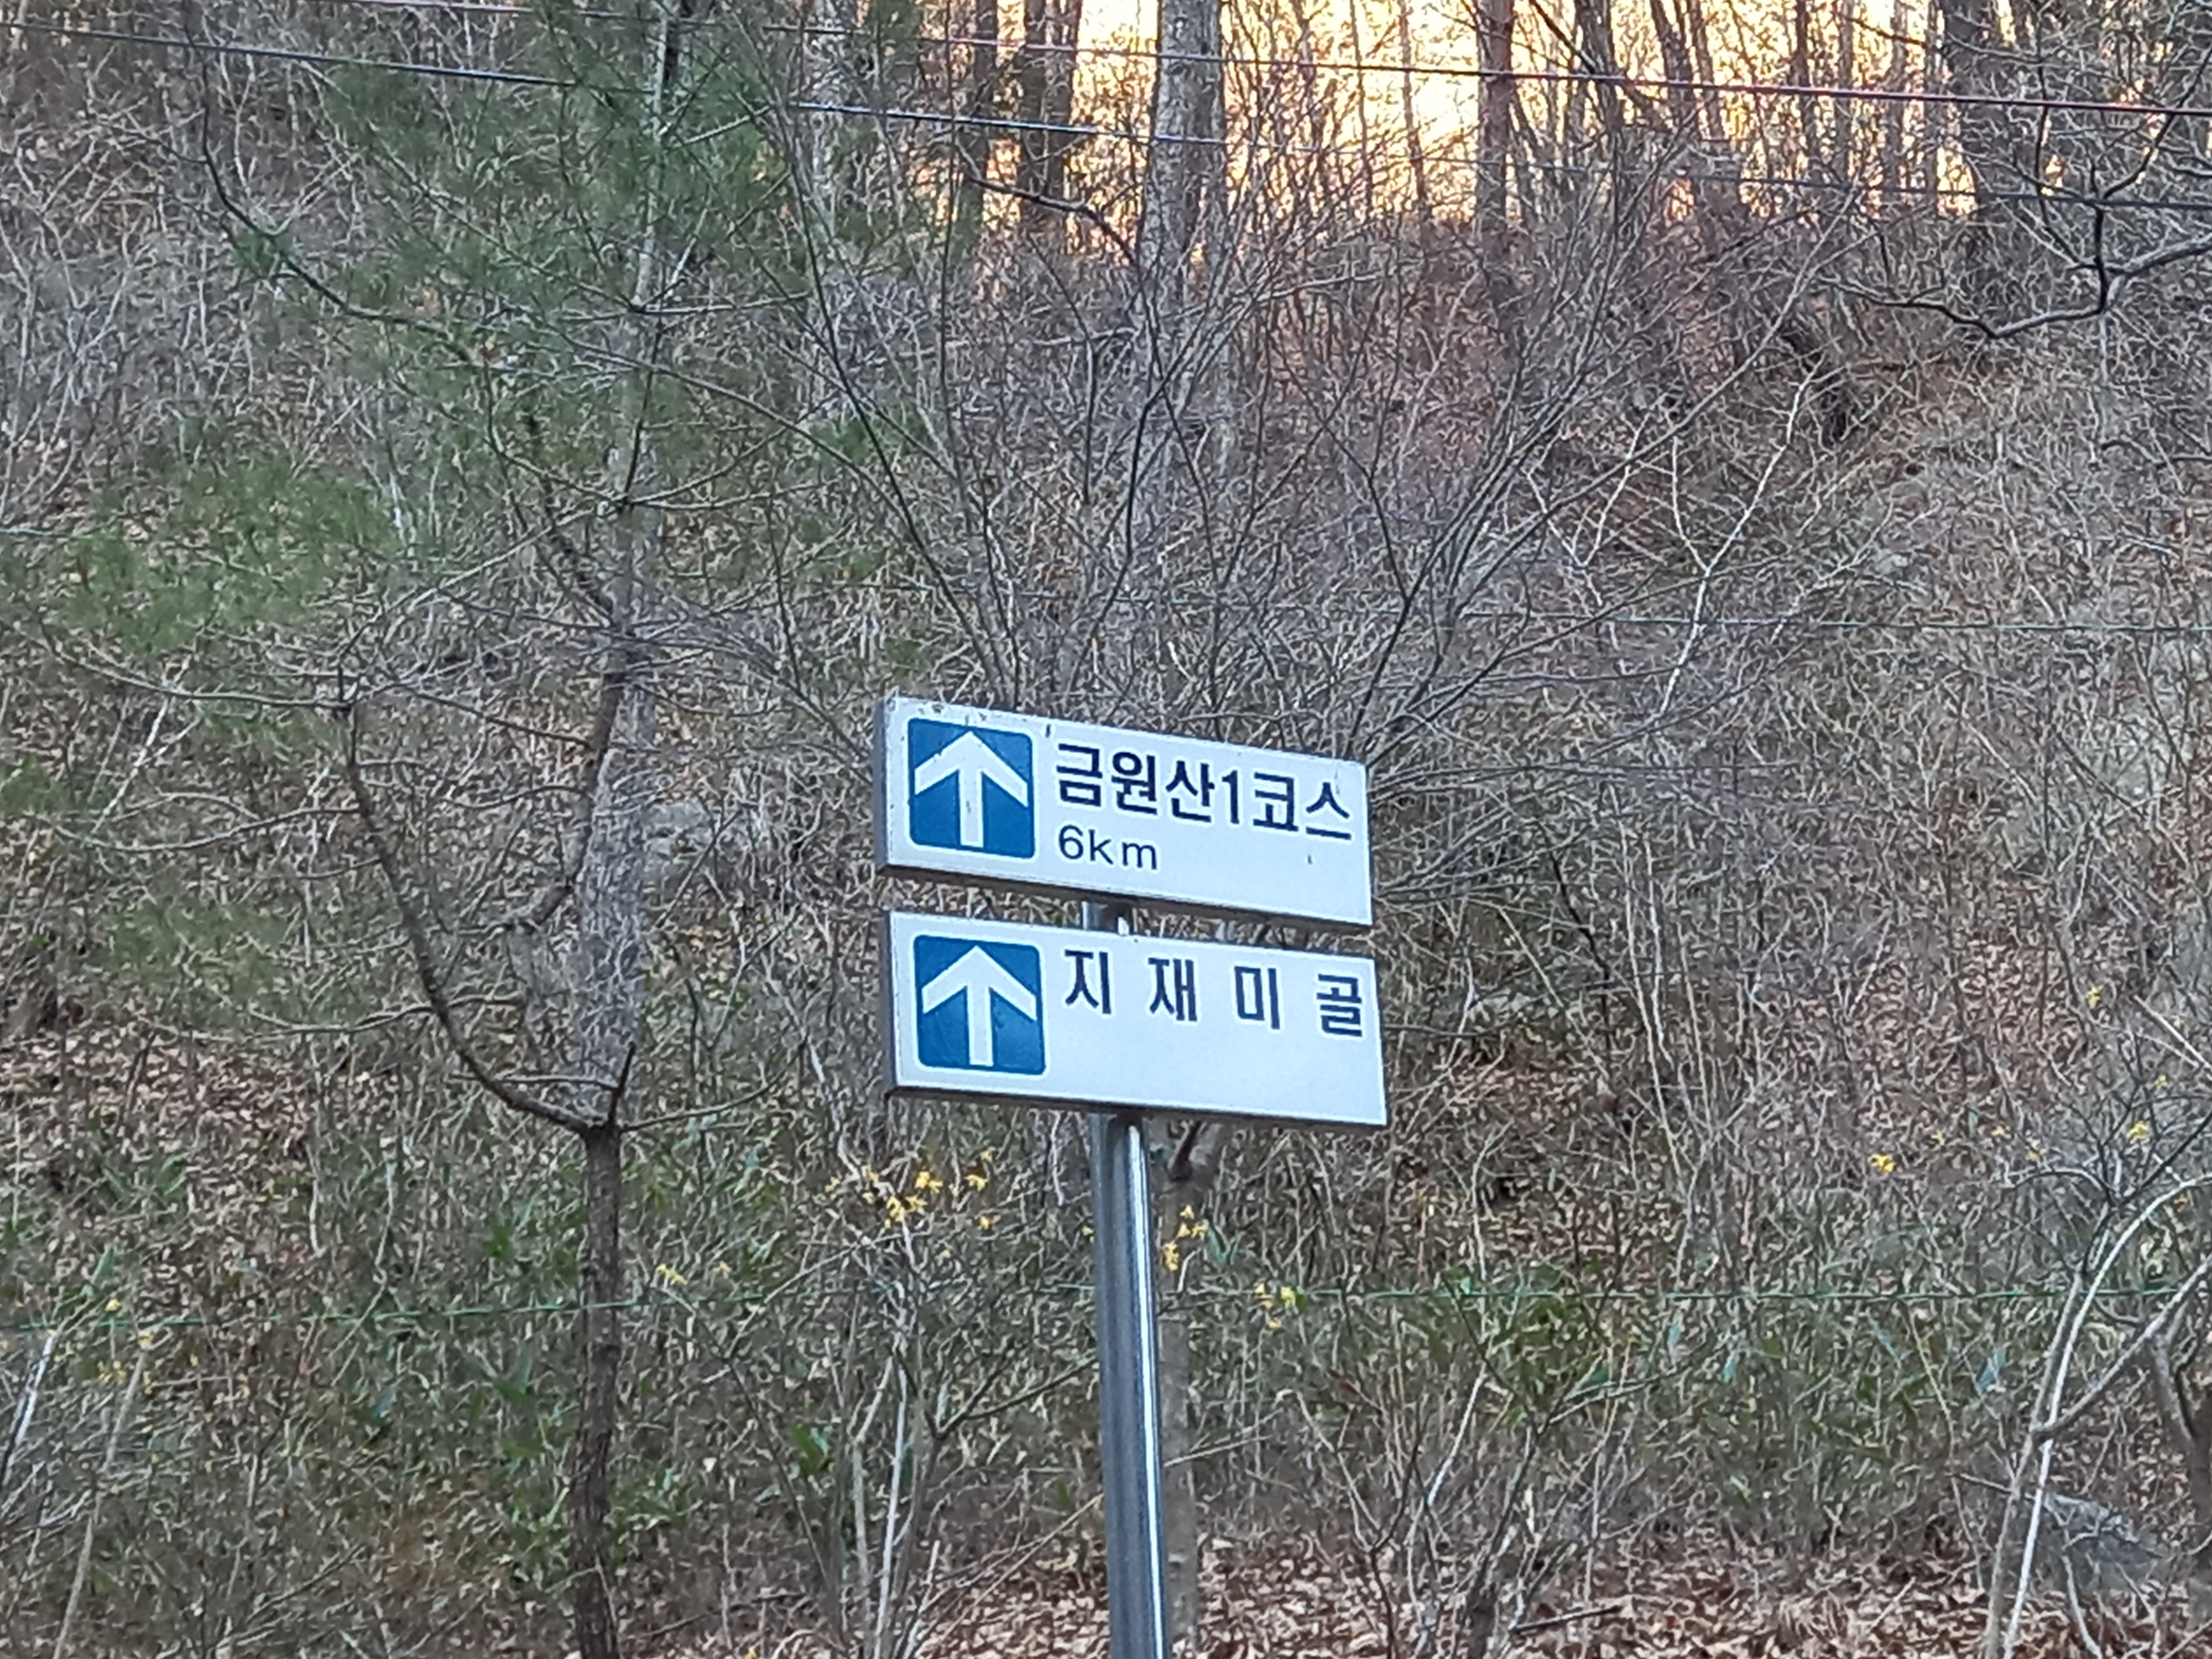 금원산1코스
6km
지 재 미 골